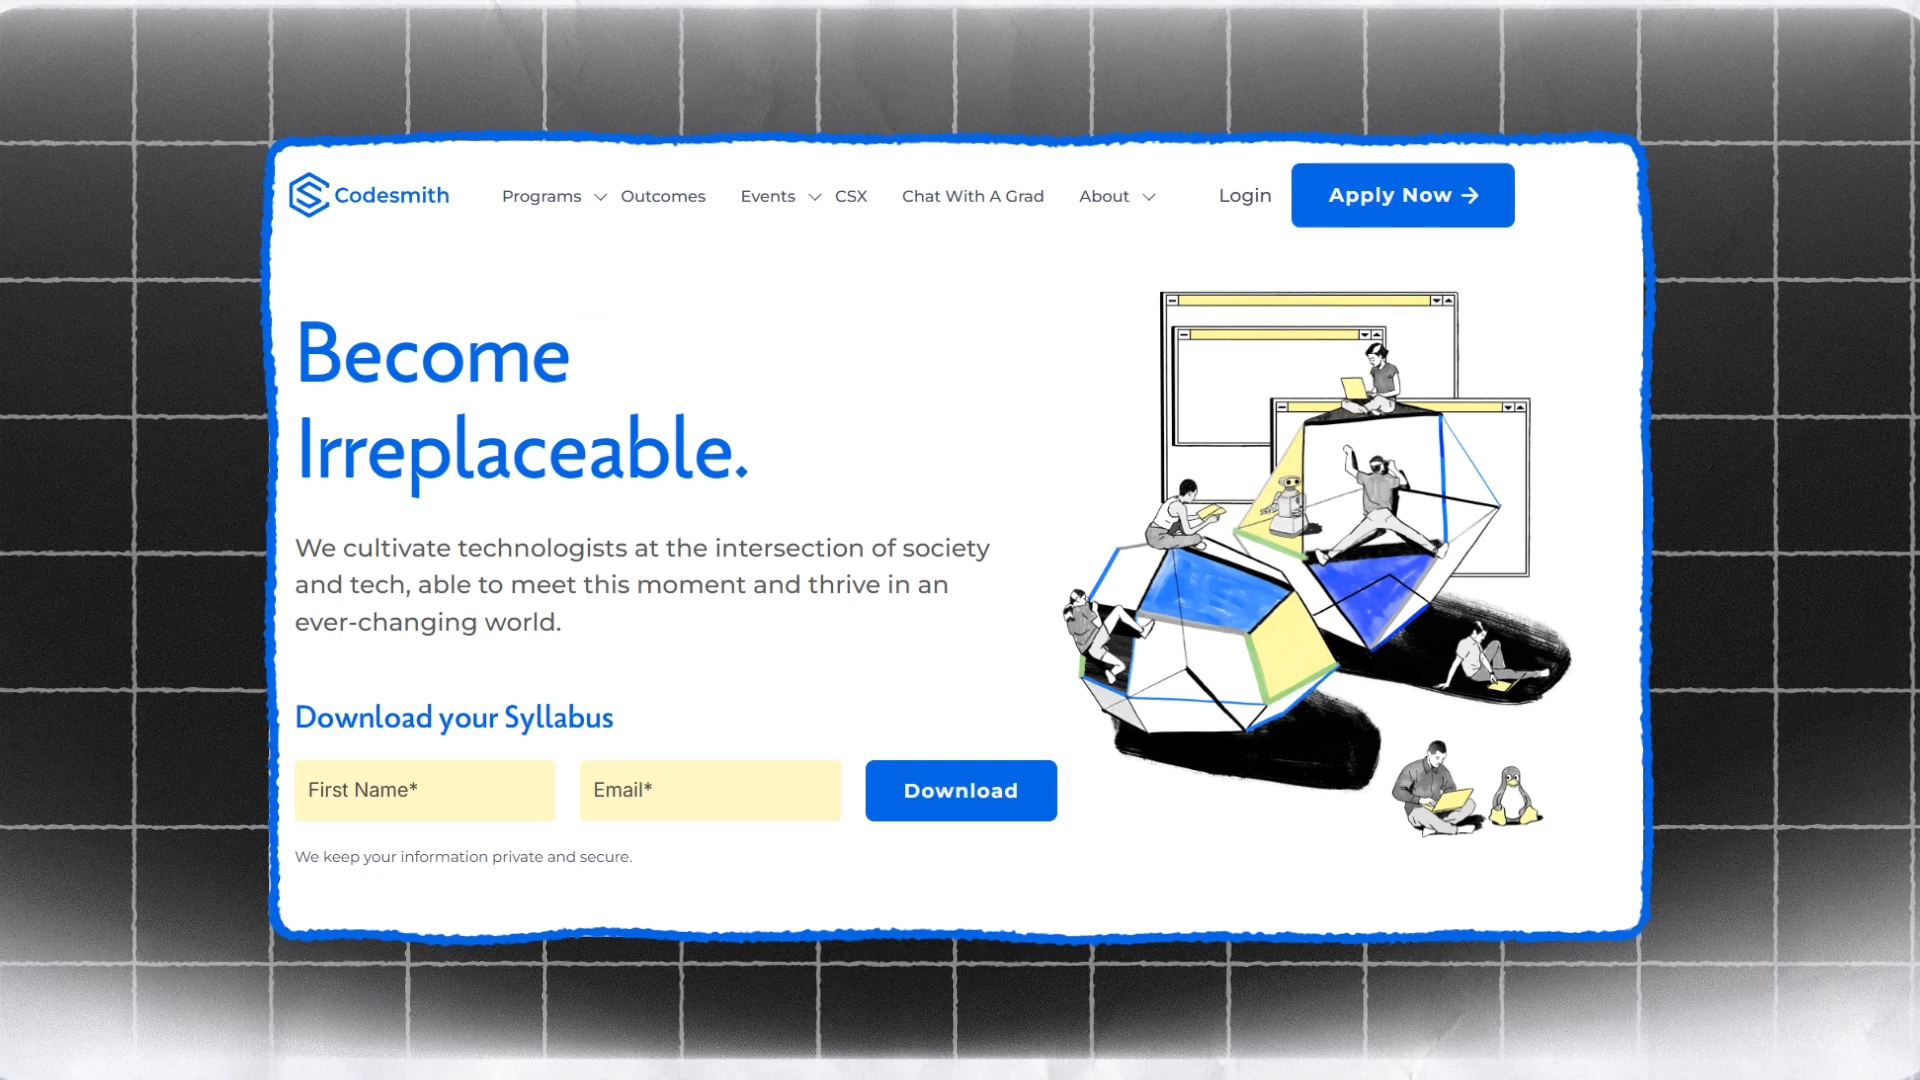 Codesmith
Programs
Outcomes
Events
CSX
Chat With A Grad
About
Login
Apply Now
Become
Irreplaceable.
We cultivate technologists at the intersection of society
and tech, able to meet this moment and thrive in an
ever-changing world.
Download your Syllabus
First Name*
Email*
Download
We keep your information private and secure.